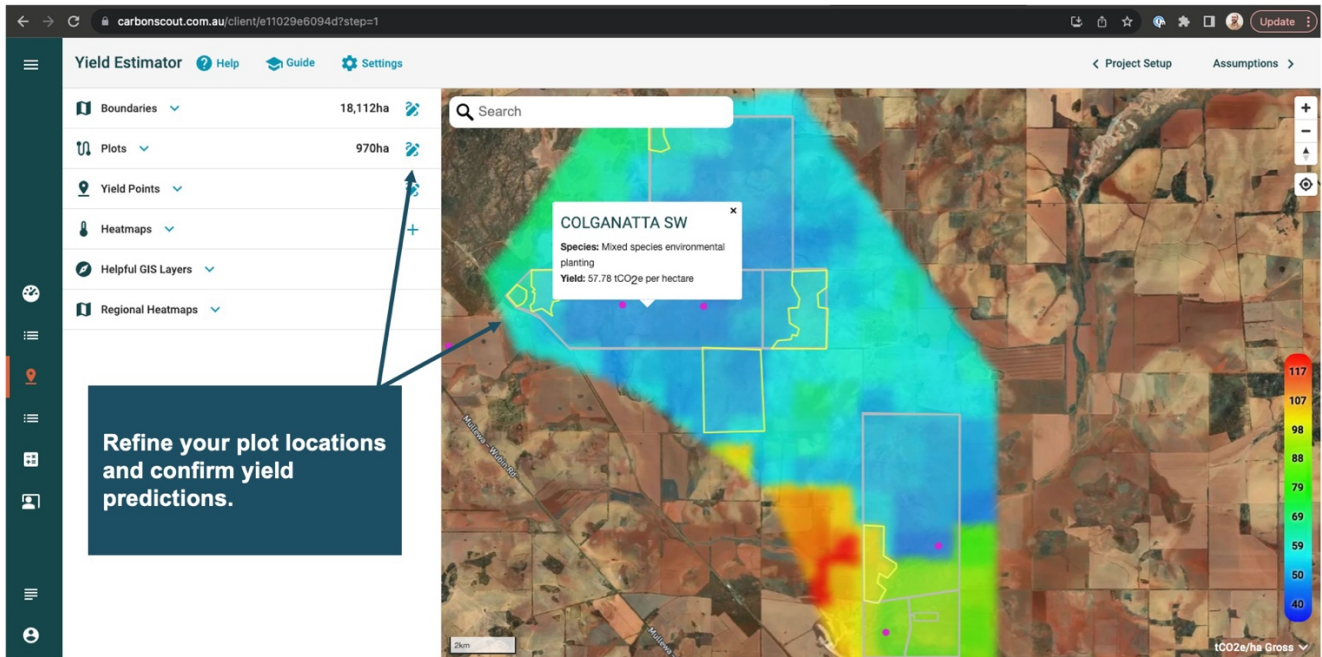 carbonscout.com.au/client/e11029e6094d?step=1
Update
Yield Estimator
Help
Guide
Settings
Project Setup
Assumptions
Boundaries
18,112ha
Plots
970ha
Yield Points
Heatmaps
Helpful GIS Layers
Regional Heatmaps
Search
COLGANATTA SW
Species: Mixed species environmental
planting
Yield: 57.78 tCO2e per hectare
Refine your plot locations
and confirm yield
predictions.
Mullewa – Wubin Rd
117
107
98
88
79
69
59
50
40
2km
tCO2e/ha Gross